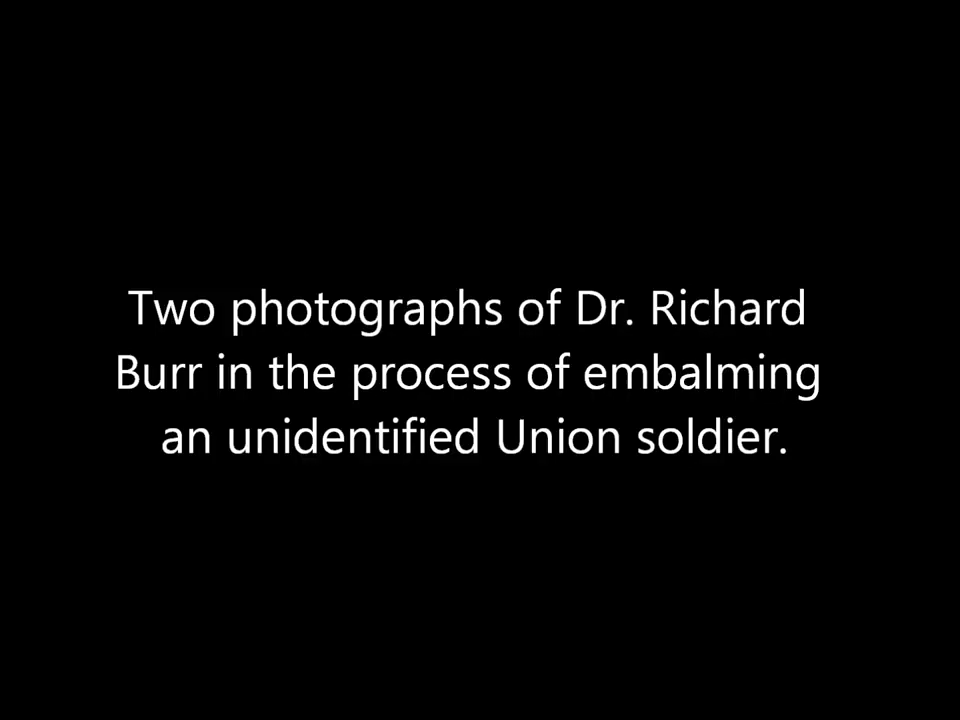 Two photographs of Dr. Richard
Burr in the process of embalming
an unidentified Union soldier.